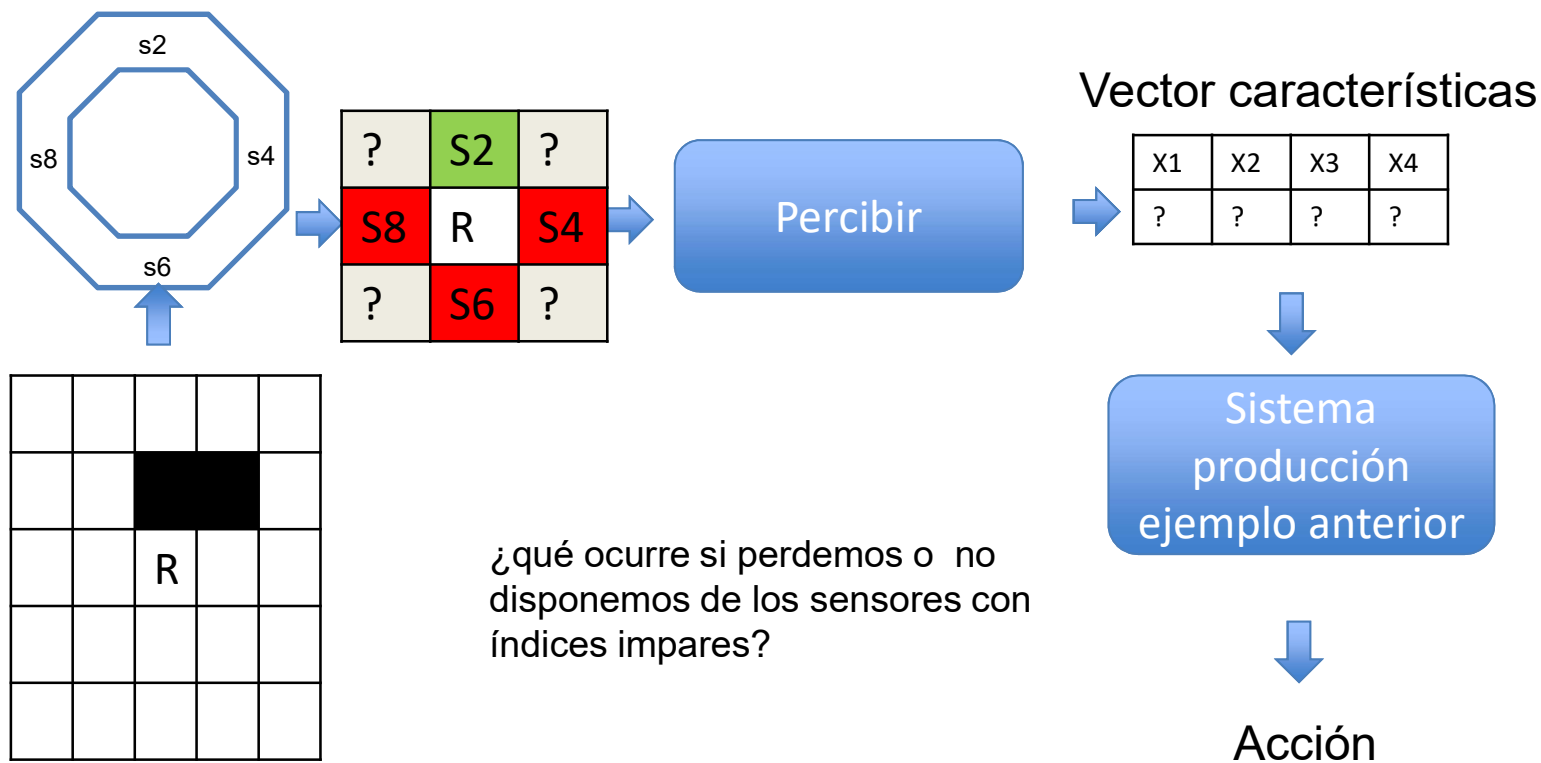 s2
s8
s4
s6
? S2 ?
S8 R S4
? S6 ?
Percibir
Vector características
X1 X2 X3 X4
? ? ? ?
Sistema
producción
ejemplo anterior
R
¿qué ocurre si perdemos o no
disponemos de los sensores con
índices impares?
Acción